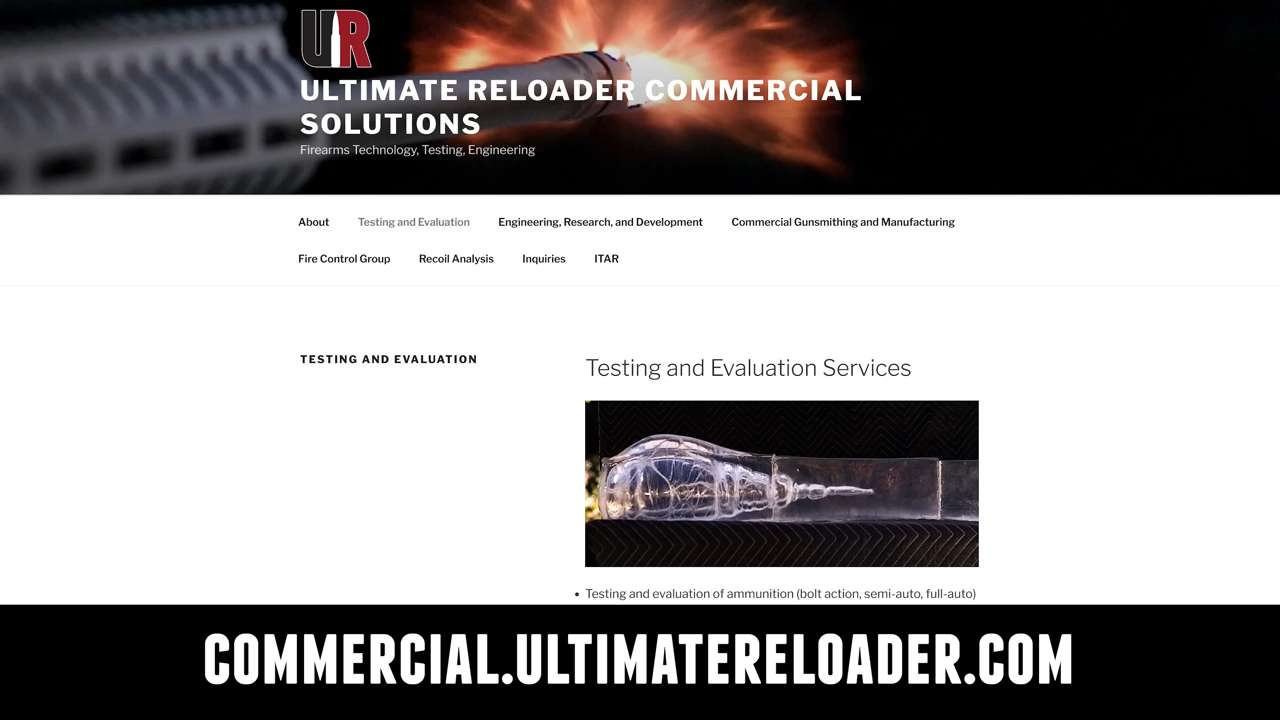 UR
ULTIMATE RELOADER COMMERCIAL
SOLUTIONS
Firearms Technology, Testing, Engineering
About Testing and Evaluation Engineering, Research, and Development Commercial Gunsmithing and Manufacturing
Fire Control Group Recoil Analysis Inquiries ITAR
TESTING AND EVALUATION
Testing and Evaluation Services
• Testing and evaluation of ammunition (bolt action, semi-auto, full-auto)
COMMERCIAL.ULTIMATERELOADER.COM